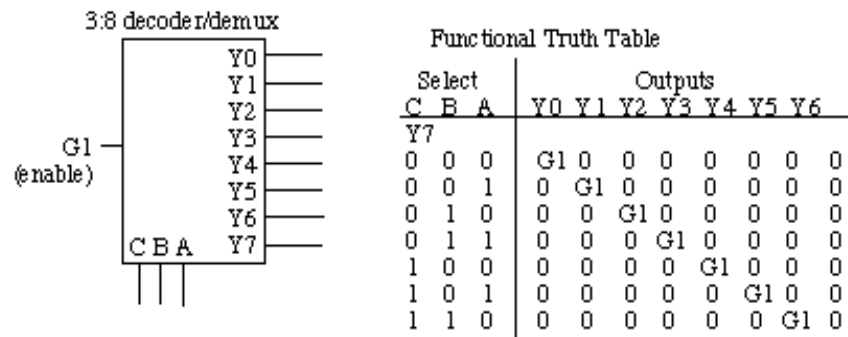 3:8 decoder/demux
Y0
Y1
Y2
Y3
Y4
Y5
Y6
Y7
G1
(enable)
C B A
Functional Truth Table
Select Outputs
C B A Y0 Y1 Y2 Y3 Y4 Y5 Y6
Y7
0 0 0 G1 0 0 0 0 0 0 0
0 0 1 0 G1 0 0 0 0 0 0
0 1 0 0 0 G1 0 0 0 0 0
0 1 1 0 0 0 G1 0 0 0 0
1 0 0 0 0 0 0 G1 0 0 0
1 0 1 0 0 0 0 0 G1 0 0
1 1 0 0 0 0 0 0 0 G1 0